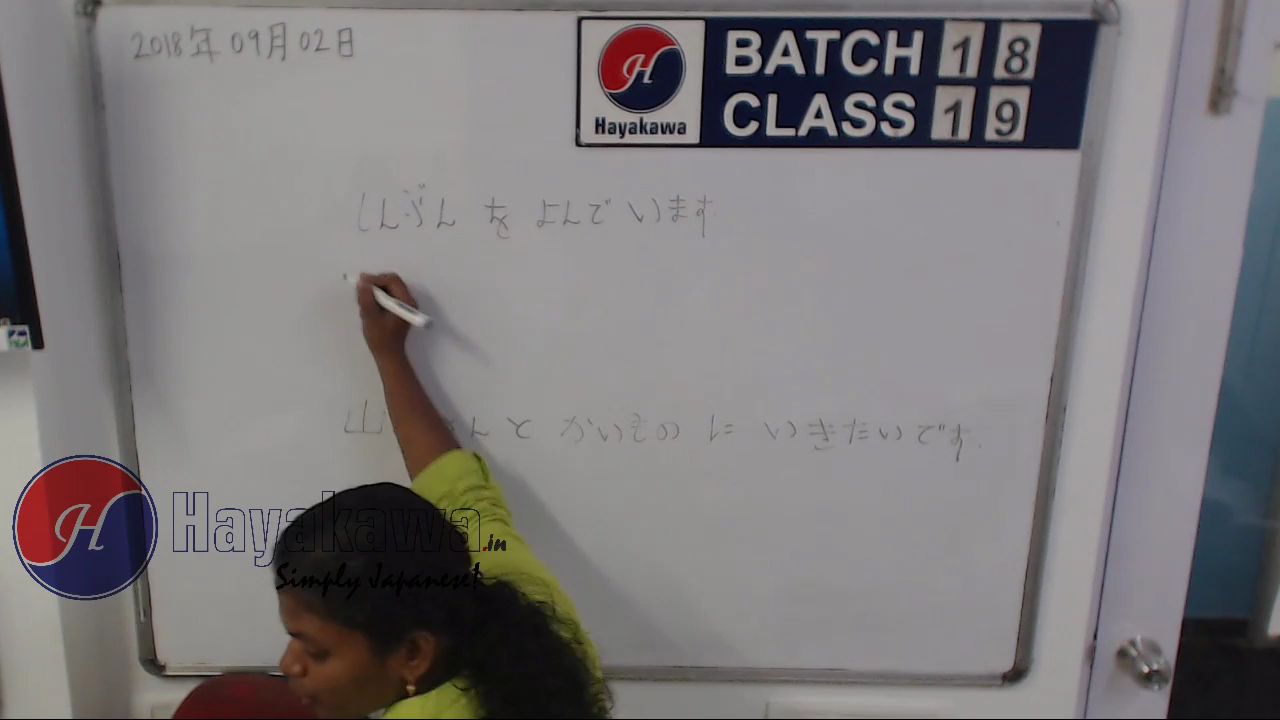 2018年09月02日
H
Hayakawa
BATCH 18
CLASS 19
しんぶん を よんで います
山 んと かいもの に いきたいです.
H Hayakawa.in
Simply Japanese!